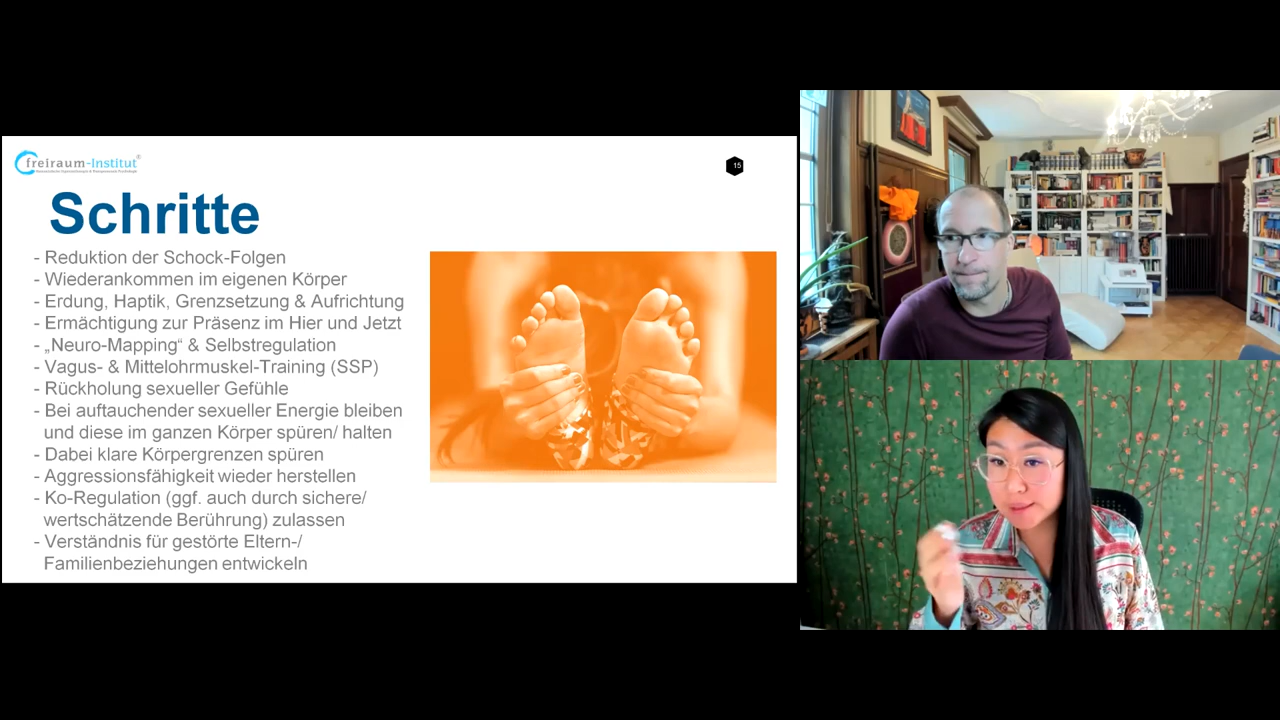 freiraum-Institut®
15
Schritte
- Reduktion der Schock-Folgen
- Wiederankommen im eigenen Körper
- Erdung, Haptik, Grenzsetzung & Aufrichtung
- Ermächtigung zur Präsenz im Hier und Jetzt
- „Neuro-Mapping“ & Selbstregulation
- Vagus- & Mittelohrmuskel-Training (SSP)
- Rückholung sexueller Gefühle
- Bei auftauchender sexueller Energie bleiben
und diese im ganzen Körper spüren/ halten
- Dabei klare Körpergrenzen spüren
- Aggressionsfähigkeit wieder herstellen
- Ko-Regulation (ggf. auch durch sichere/
wertschätzende Berührung) zulassen
- Verständnis für gestörte Eltern-/
Familienbeziehungen entwickeln